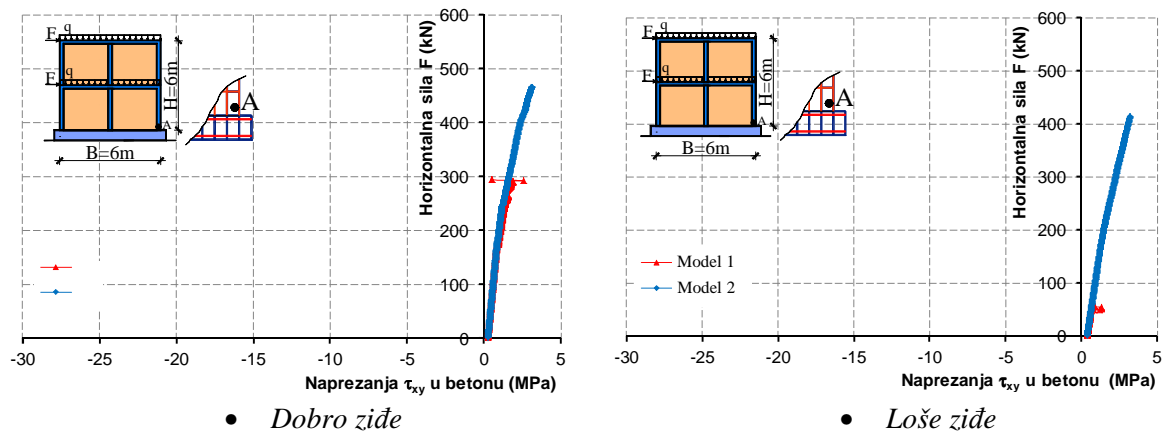 600
500
400
300
200
100
0
Horizontalna sila F (kN)
-30 -25 -20 -15 -10 -5 0 5
Naprezanja τxy u betonu (MPa)
F q
F
H=6m
A
B=6m
A
• Dobro ziđe
600
500
400
300
200
100
0
Horizontalna sila F (kN)
-30 -25 -20 -15 -10 -5 0 5
Naprezanja τxy u betonu (MPa)
F q
F
H=6m
A
B=6m
A
Model 1
Model 2
• Loše ziđe